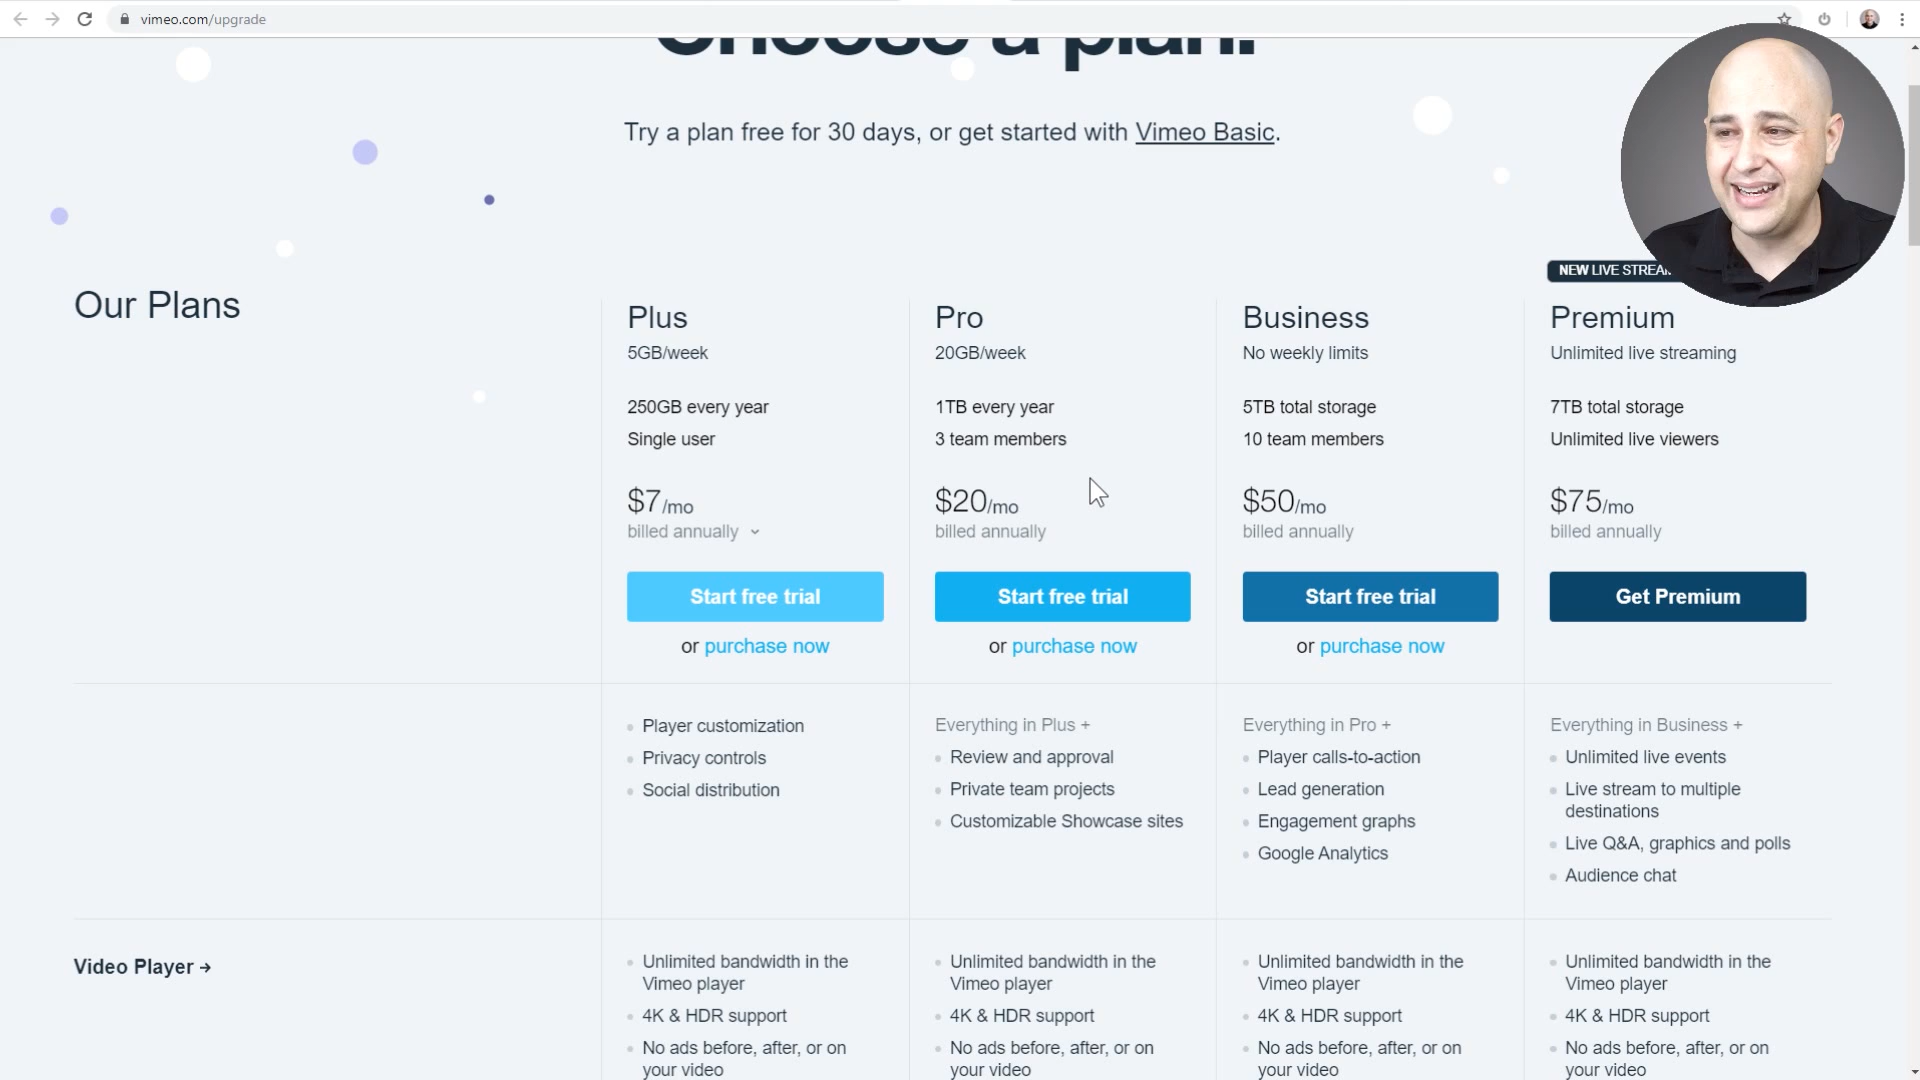 vimeo.com/upgrade
Choose a plan.
Try a plan free for 30 days, or get started with Vimeo Basic.
Our Plans
Plus
5GB/week
250GB every year
Single user
$7/mo
billed annually
Start free trial
or purchase now
Pro
20GB/week
1TB every year
3 team members
$20/mo
billed annually
Start free trial
or purchase now
Business
No weekly limits
5TB total storage
10 team members
$50/mo
billed annually
Start free trial
or purchase now
NEW LIVE
Premium
Unlimited live streaming
7TB total storage
Unlimited live viewers
$75/mo
billed annually
Get Premium
Player customization
Privacy controls
Social distribution
Everything in Plus +
Review and approval
Private team projects
Customizable Showcase sites
Everything in Pro +
Player calls-to-action
Lead generation
Engagement graphs
Google Analytics
Everything in Business +
Unlimited live events
Live stream to multiple
destinations
Live Q&A, graphics and polls
Audience chat
Video Player →
Unlimited bandwidth in the
Vimeo player
4K & HDR support
No ads before, after, or on
your video
Unlimited bandwidth in the
Vimeo player
4K & HDR support
No ads before, after, or on
your video
Unlimited bandwidth in the
Vimeo player
4K & HDR support
No ads before, after, or on
your video
Unlimited bandwidth in the
Vimeo player
4K & HDR support
No ads before, after, or on
your video